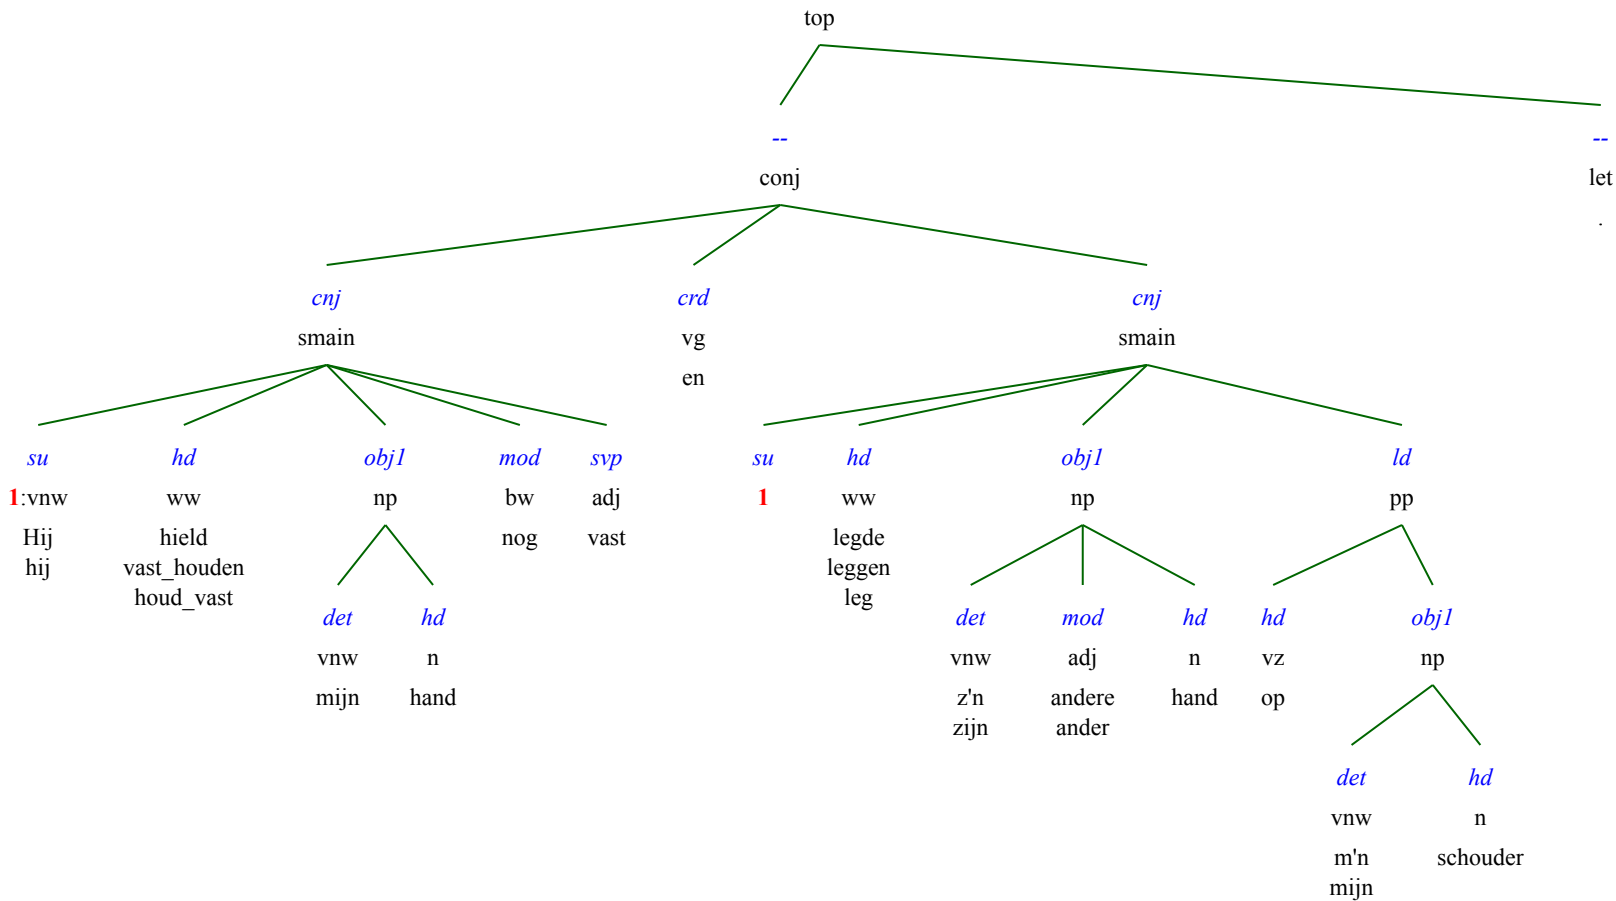 top
-- --
conj let
.
cnj crd cnj
smain vg smain
en
su hd obj1 mod svp su hd obj1 ld
1:vnw ww np bw adj 1 ww np pp
Hij hield nog vast legde
hij vast_houden leggen
houd_vast leg
det hd det mod hd hd obj1
vnw n vnw adj n vz np
mijn hand z'n andere hand op
zijn ander
det hd
vnw n
m'n schouder
mijn